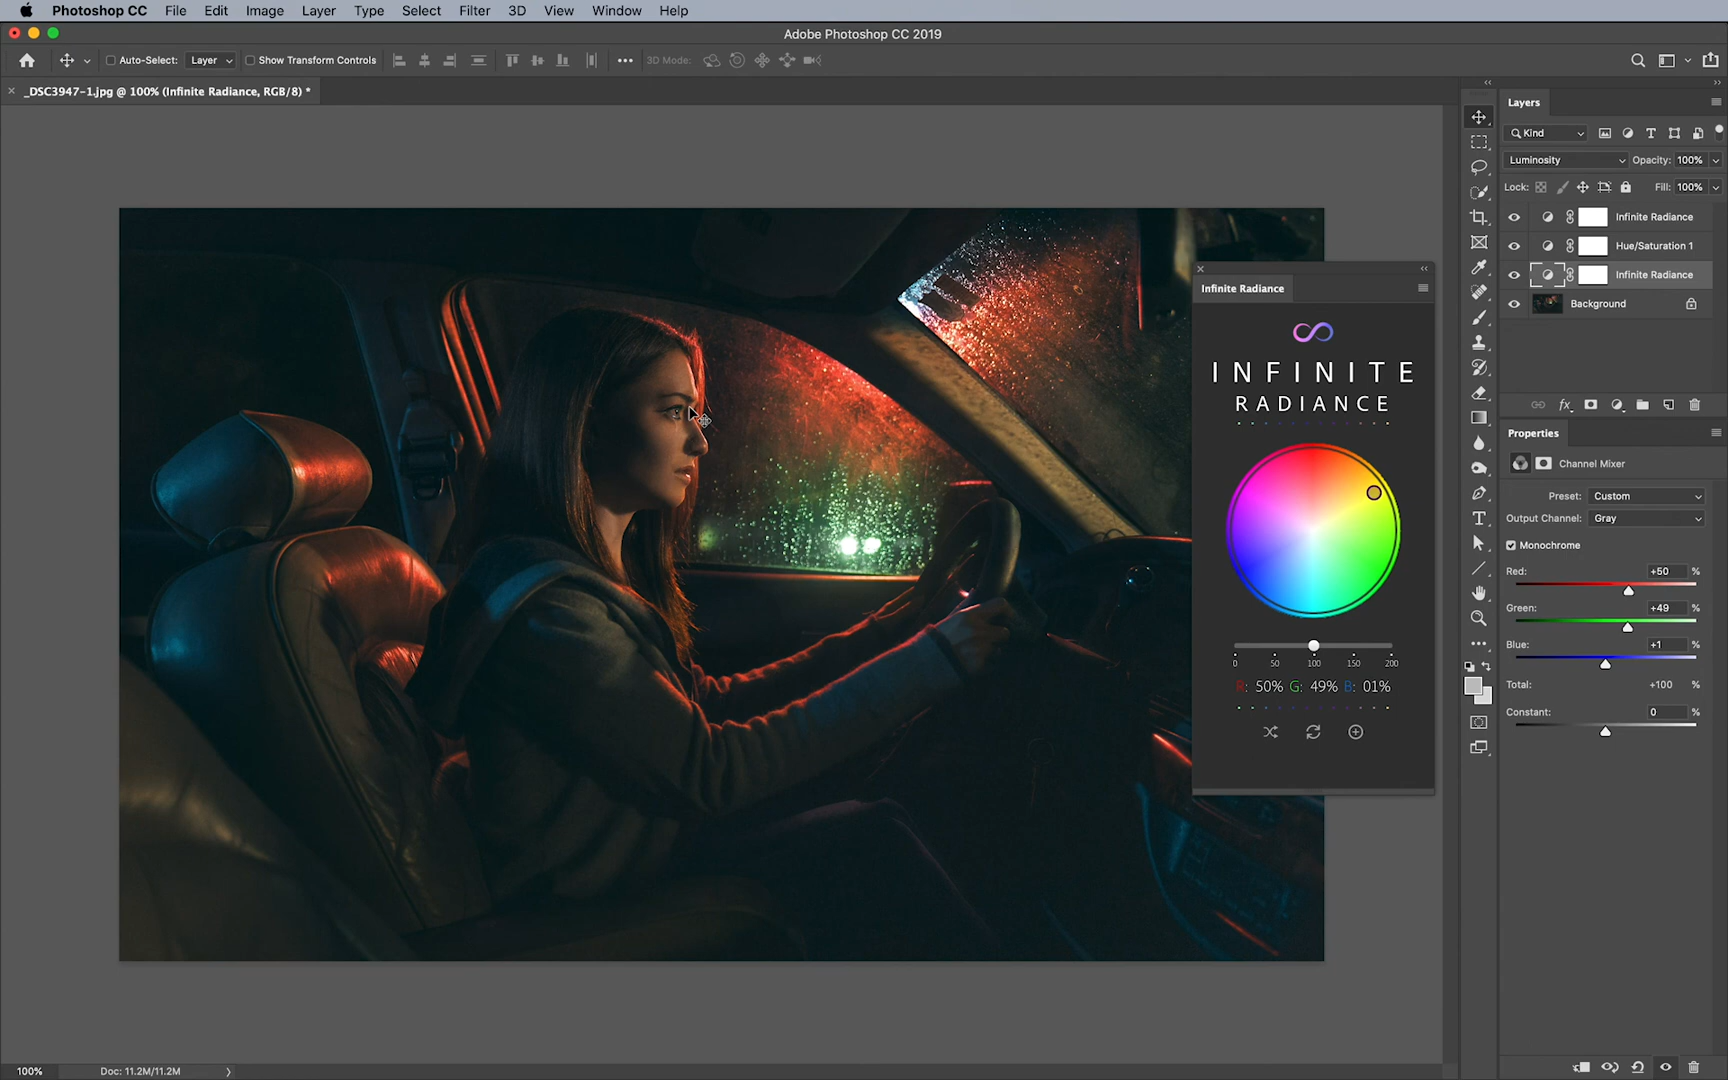 Photoshop CC File Edit Image Layer Type Select Filter 3D View Window Help
Adobe Photoshop CC 2019
Auto-Select: Layer Show Transform Controls 3D Mode:
_DSC3947-1.jpg @ 100% (Infinite Radiance, RGB/8) *
Layers
Kind
Luminosity Opacity: 100%
Lock: Fill: 100%
Infinite Radiance
Hue/Saturation 1
Infinite Radiance
Background
Infinite Radiance
INFINITE
RADIANCE
0 50 100 150 200
R: 50% G: 49% B: 01%
Properties
Channel Mixer
Preset: Custom
Output Channel: Gray
Monochrome
Red: +50 %
Green: +49 %
Blue: +1 %
Total: +100 %
Constant: 0 %
100% Doc: 11.2M/11.2M